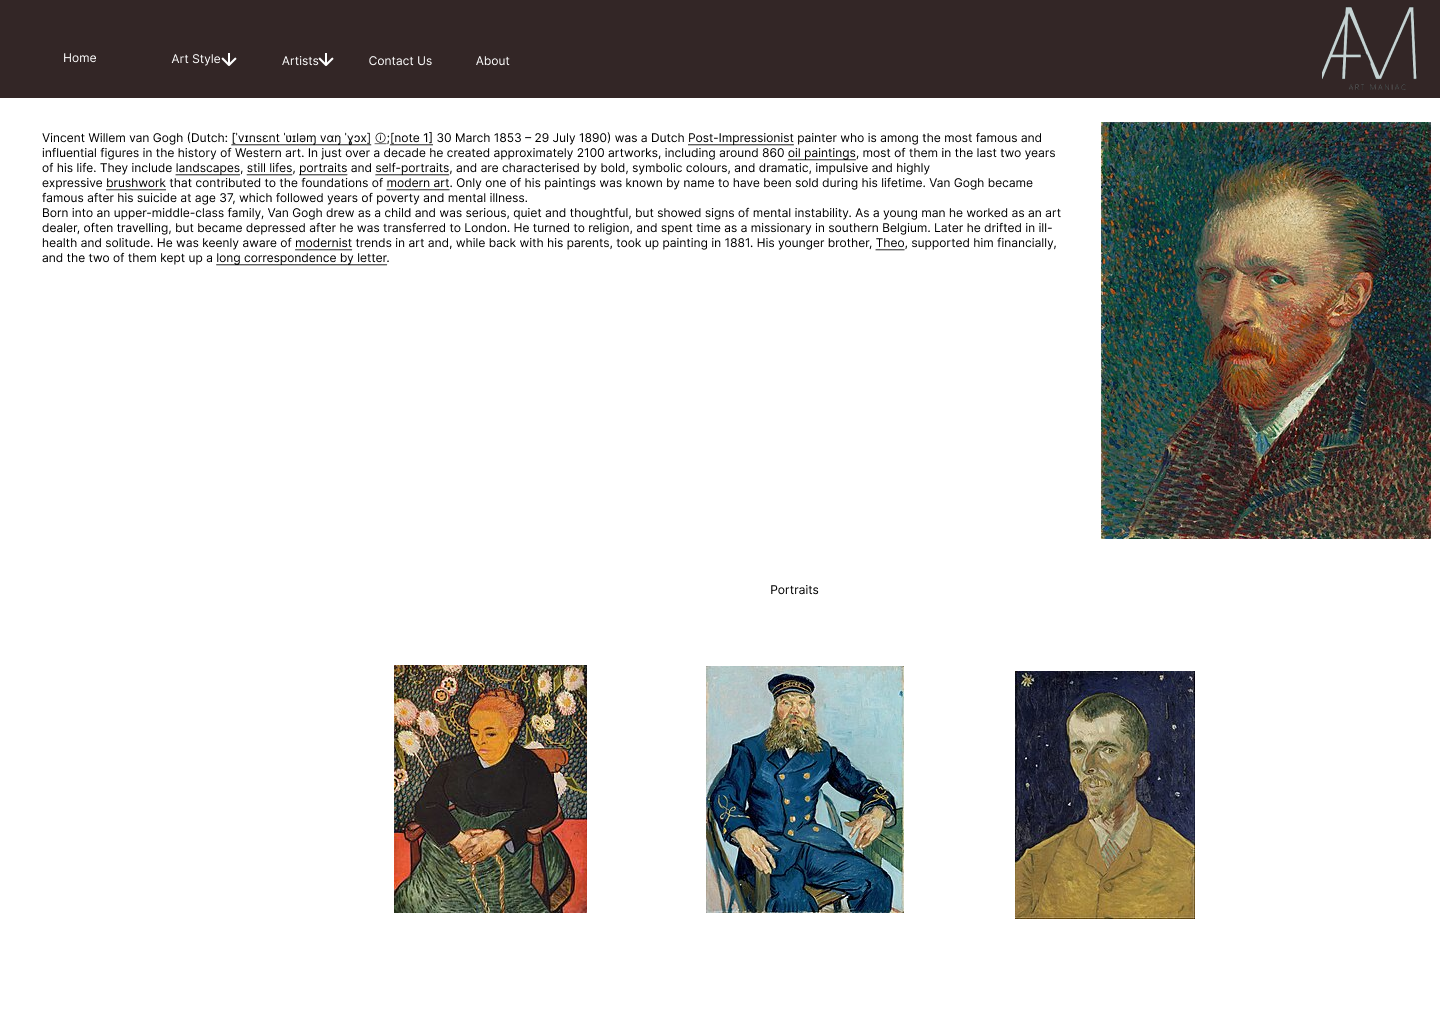 Home
Art Style
Artists
Contact Us
About
AM
ART MANIAC
Vincent Willem van Gogh (Dutch: [ˈvɪnsɛnt ˈʋɪləɱ vɑŋ ˈɣɔx] ⓘ;[note 1] 30 March 1853 – 29 July 1890) was a Dutch Post-Impressionist painter who is among the most famous and
influential figures in the history of Western art. In just over a decade he created approximately 2100 artworks, including around 860 oil paintings, most of them in the last two years
of his life. They include landscapes, still lifes, portraits and self-portraits, and are characterised by bold, symbolic colours, and dramatic, impulsive and highly
expressive brushwork that contributed to the foundations of modern art. Only one of his paintings was known by name to have been sold during his lifetime. Van Gogh became
famous after his suicide at age 37, which followed years of poverty and mental illness.
Born into an upper-middle-class family, Van Gogh drew as a child and was serious, quiet and thoughtful, but showed signs of mental instability. As a young man he worked as an art
dealer, often travelling, but became depressed after he was transferred to London. He turned to religion, and spent time as a missionary in southern Belgium. Later he drifted in ill-
health and solitude. He was keenly aware of modernist trends in art and, while back with his parents, took up painting in 1881. His younger brother, Theo, supported him financially,
and the two of them kept up a long correspondence by letter.
Portraits